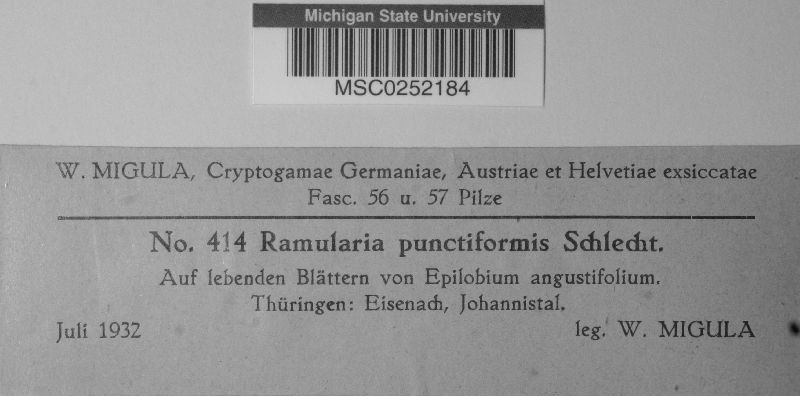 Michigan State University
MSC0252184
W. MIGULA, Cryptogamae Germaniae, Austriae et Helvetiae exsiccatae
Fasc. 56 u. 57 Pilze
No. 414 Ramularia punctiformis Schlecht.
Auf lebenden Blättern von Epilobium angustifolium.
Thüringen: Eisenach, Johannistal.
Juli 1932 leg. W. MIGULA